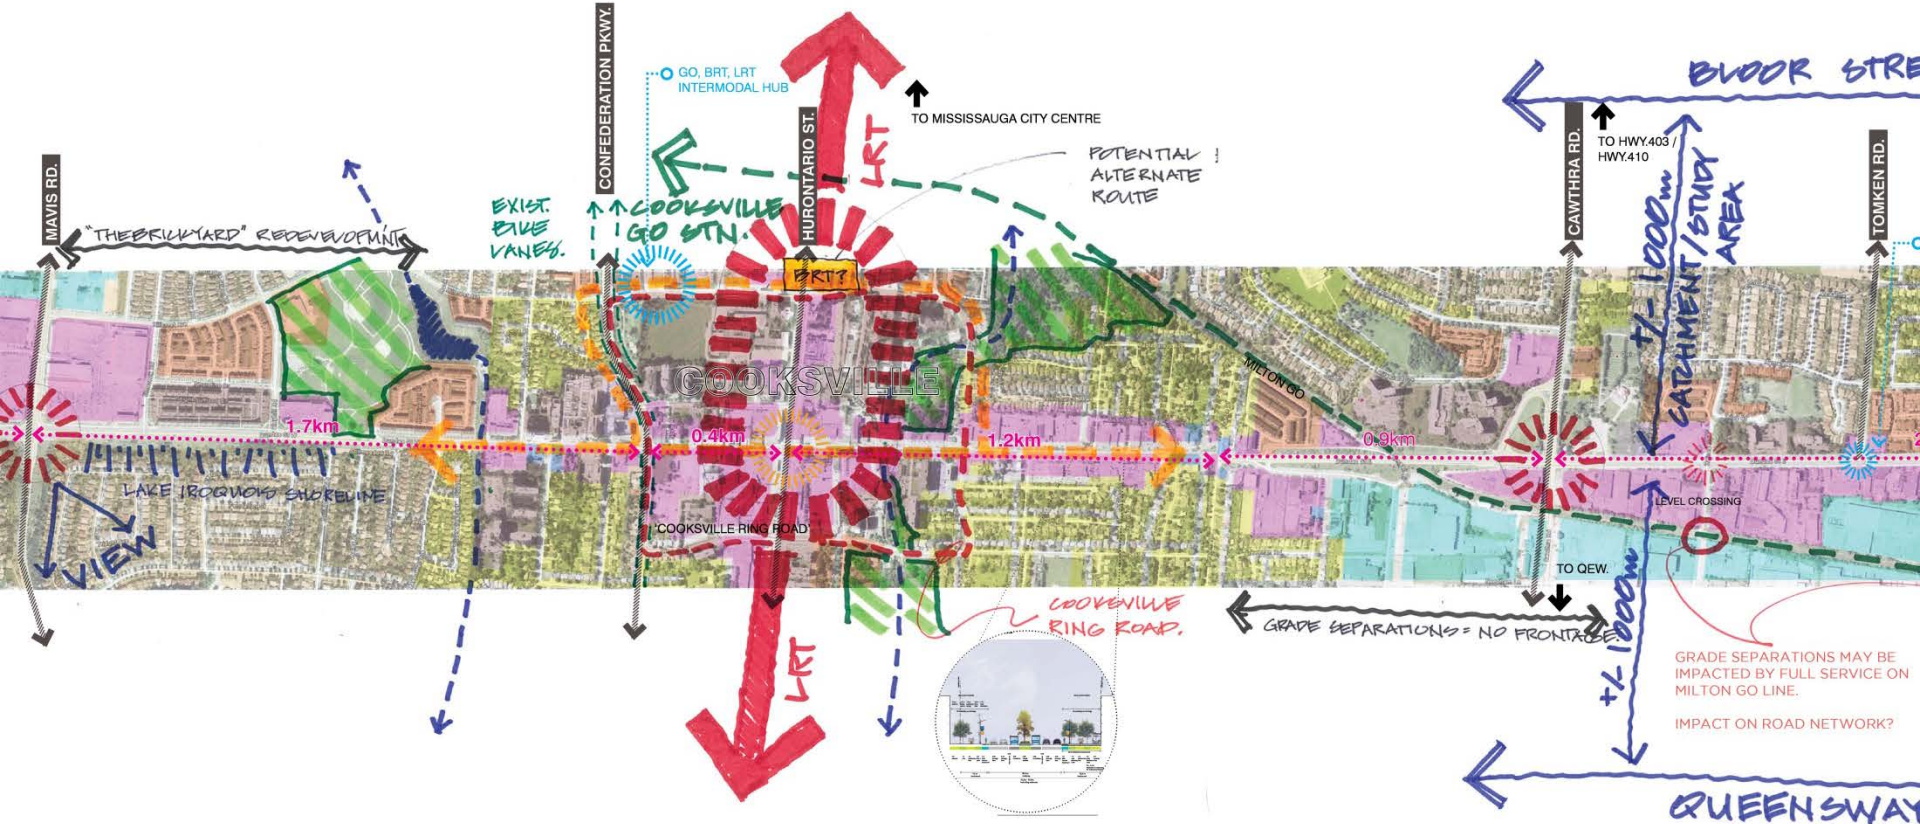 MAVIS RD.
"THE BRICKYARD" REDEVELOPMNT
EXIST.
BIKE
LANES.
CONFEDERATION PKWY.
GO, BRT, LRT
INTERMODAL HUB
COOKSVILLE
GO STN.
HURONTARIO ST.
LRT
TO MISSISSAUGA CITY CENTRE
POTENTIAL
ALTERNATE
ROUTE
BRT?
BLOOR STRE
CAWTHRA RD.
TO HWY.403 /
HWY.410
+/- 1000m
CATCHMENT/STUDY
AREA
TOMKEN RD.
COOKSVILLE
MILTON GO
1.7km
0.4km
1.2km
0.9km
2
LAKE IROQUOIS SHORELINE
VIEW
'COOKSVILLE RING ROAD'
LEVEL CROSSING
TO QEW.
COOKSVILLE
RING ROAD.
GRADE SEPARATIONS = NO FRONTAGE.
+/- 1000m
LRT
GRADE SEPARATIONS MAY BE
IMPACTED BY FULL SERVICE ON
MILTON GO LINE.
IMPACT ON ROAD NETWORK?
QUEENSWAY